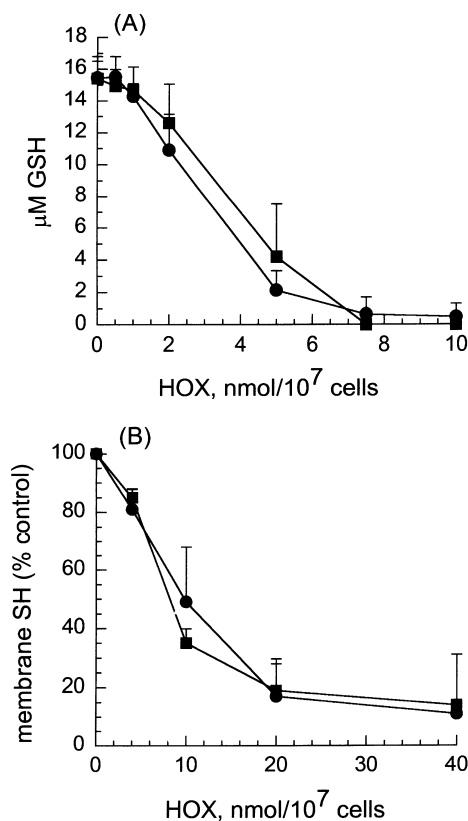 (A)
18
16
14
12
10
8
6
4
2
0
μM GSH
0 2 4 6 8 10
HOX, nmol/10⁷ cells
(B)
100
80
60
40
20
0
membrane SH (% control)
0 10 20 30 40
HOX, nmol/10⁷ cells